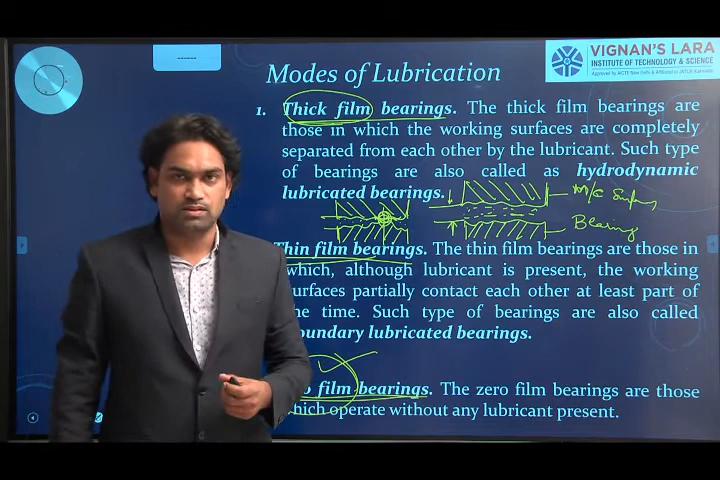 VIGNAN'S LARA
INSTITUTE OF TECHNOLOGY & SCIENCE
Modes of Lubrication
1. Thick film bearings. The thick film bearings are
those in which the working surfaces are completely
separated from each other by the lubricant. Such type
of bearings are also called as hydrodynamic
lubricated bearings.
M/c
Bearing
Thin film bearings. The thin film bearings are those in
which, although lubricant is present, the working
surfaces partially contact each other at least part of
the time. Such type of bearings are also called
boundary lubricated bearings.
film bearings. The zero film bearings are those
which operate without any lubricant present.